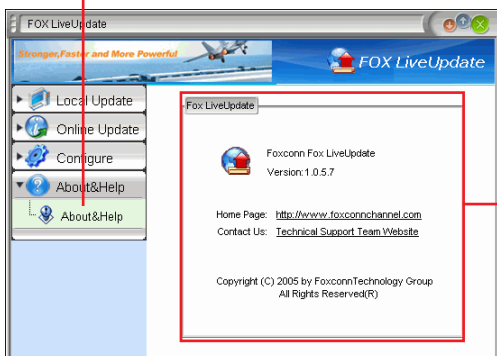 FOX LiveUpdate
Stronger,Faster and More Powerful
FOX LiveUpdate
Local Update
Online Update
Configure
About&Help
About&Help
Fox LiveUpdate
Foxconn Fox LiveUpdate
Version:1.0.5.7
Home Page: http://www.foxconnchannel.com
Contact Us: Technical Support Team Website
Copyright (C) 2005 by FoxconnTechnology Group
All Rights Reserved(R)